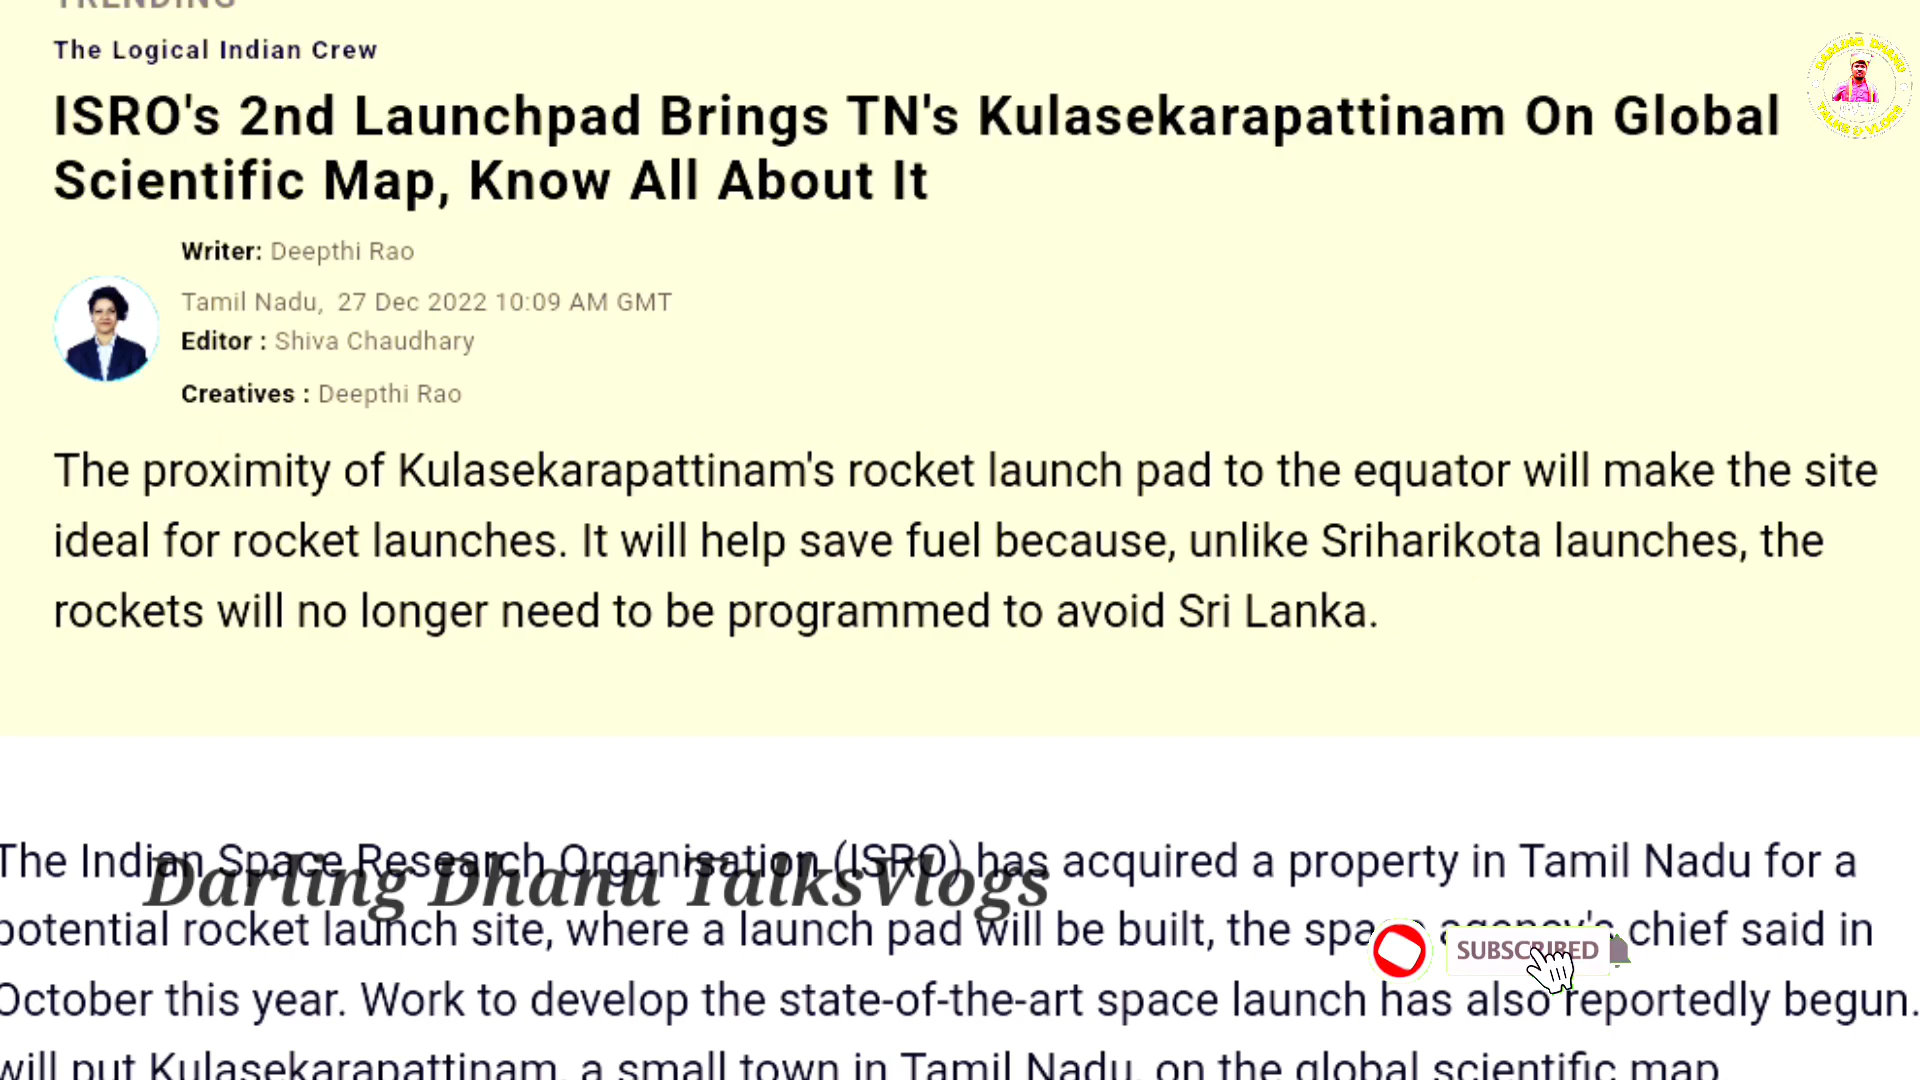 TRENDING
The Logical Indian Crew
ISRO's 2nd Launchpad Brings TN's Kulasekarapattinam On Global
Scientific Map, Know All About It
Writer: Deepthi Rao
Tamil Nadu, 27 Dec 2022 10:09 AM GMT
Editor : Shiva Chaudhary
Creatives : Deepthi Rao
The proximity of Kulasekarapattinam's rocket launch pad to the equator will make the site
ideal for rocket launches. It will help save fuel because, unlike Sriharikota launches, the
rockets will no longer need to be programmed to avoid Sri Lanka.
The Indian Space Research Organisation (ISRO) has acquired a property in Tamil Nadu for a
potential rocket launch site, where a launch pad will be built, the space agency's chief said in
October this year. Work to develop the state-of-the-art space launch has also reportedly begun.
will put Kulasekarapattinam, a small town in Tamil Nadu, on the global scientific map
Darling Dhanu TalksVlogs
SUBSCRIBED
DARLING DHANU
TALKS & VLOGS